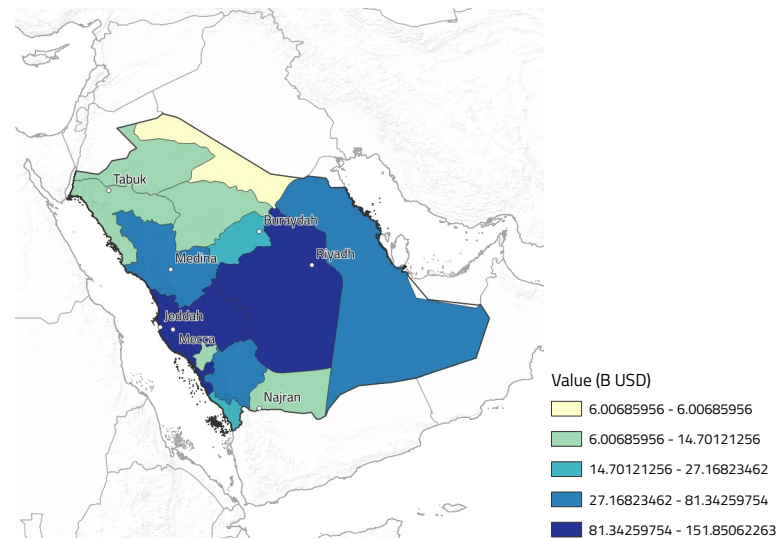 Tabuk
Buraydah
Riyadh
Medina
Jeddah
Mecca
Najran
Value (B USD)
6.00685956 - 6.00685956
6.00685956 - 14.70121256
14.70121256 - 27.16823462
27.16823462 - 81.34259754
81.34259754 - 151.85062263